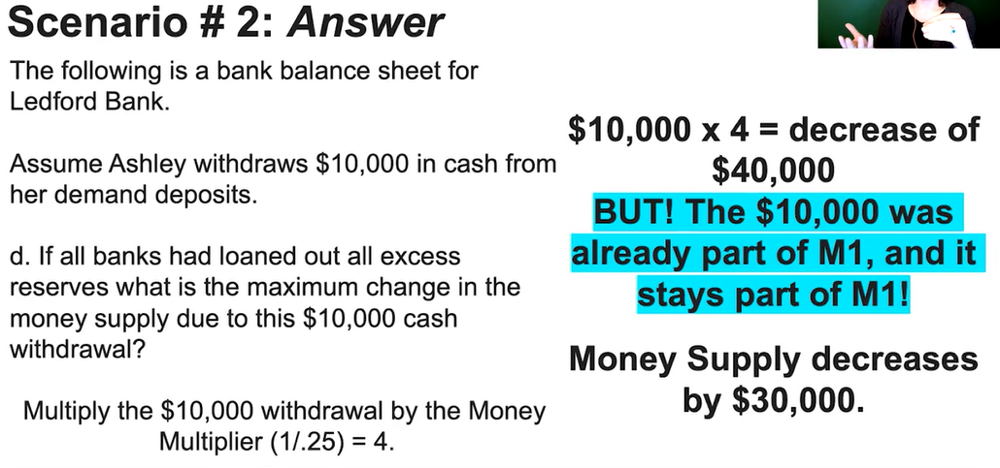 Scenario # 2: Answer
The following is a bank balance sheet for
Ledford Bank.
Assume Ashley withdraws $10,000 in cash from
her demand deposits.
d. If all banks had loaned out all excess
reserves what is the maximum change in the
money supply due to this $10,000 cash
withdrawal?
Multiply the $10,000 withdrawal by the Money
Multiplier (1/.25) = 4.
$10,000 x 4 = decrease of
$40,000
BUT! The $10,000 was
already part of M1, and it
stays part of M1!
Money Supply decreases
by $30,000.